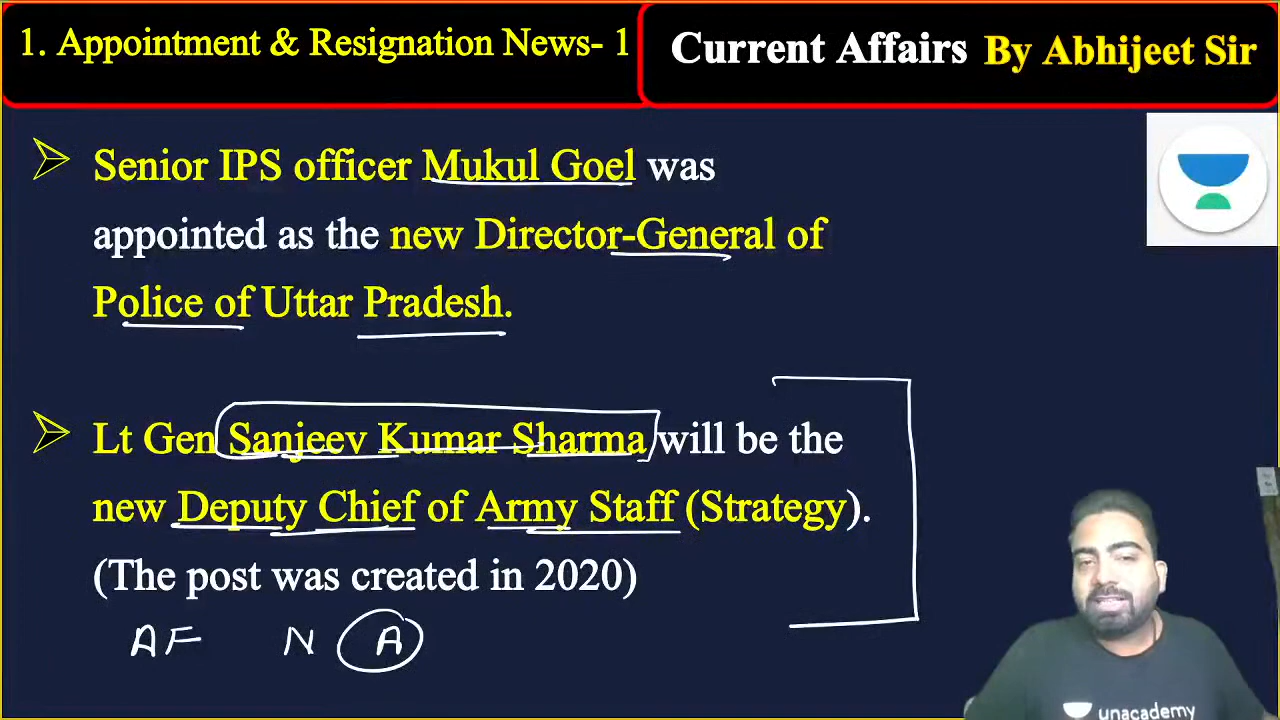 1. Appointment & Resignation News- 1
Current Affairs By Abhijeet Sir
Senior IPS officer Mukul Goel was
appointed as the new Director-General of
Police of Uttar Pradesh.
Lt Gen Sanjeev Kumar Sharma will be the
new Deputy Chief of Army Staff (Strategy).
(The post was created in 2020)
AF N A
unacademy